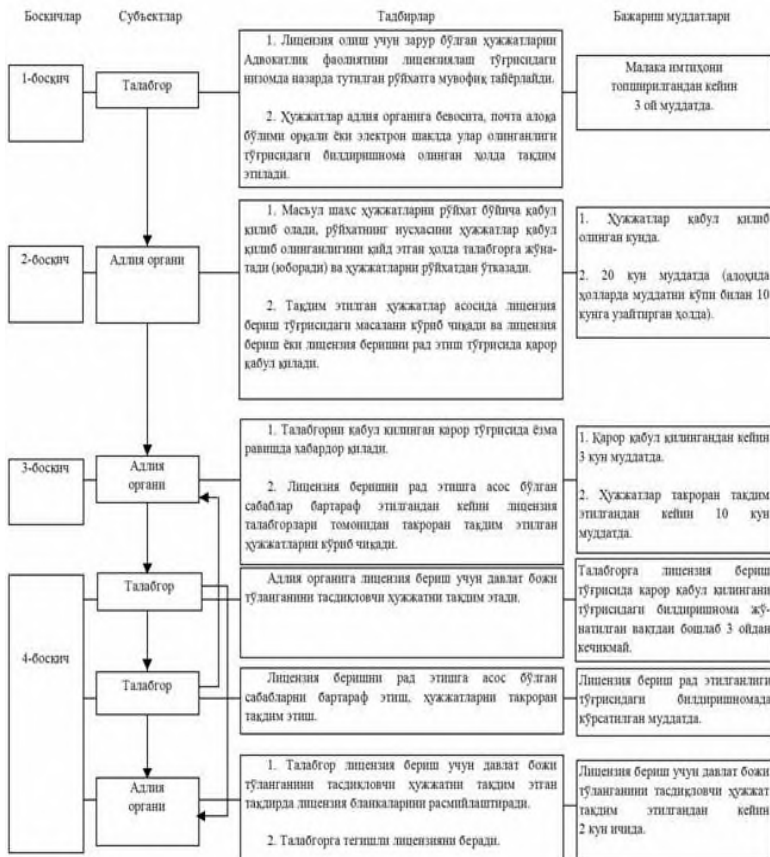 Босқичлар Субъектлар Тадбирлар Бажариш муддатлари
1-босқич
Талабгор
1. Лицензия олиш учун зарур бўлган ҳужжатларни
Адвокатлик фаолиятини лицензиялаш тўғрисидаги
низомда назарда тутилган рўйхатга мувофиқ тайёрлайди.
2. Ҳужжатлар адлия органига бевосита, почта алоқа
бўлими орқали ёки электрон шаклда улар олинганлиги
тўғрисидаги билдиришнома олинган ҳолда тақдим
этилади.
Малака имтиҳони
топширилгандан кейин
3 ой муддатда.
2-босқич
Адлия органи
1. Масъул шахс ҳужжатларни рўйхат бўйича қабул
қилиб олади, рўйхатнинг нусхасини ҳужжатлар қабул
қилиб олинганлигини қайд этган ҳолда талабгорга жўна-
тади (юборади) ва ҳужжатларни рўйхатдан ўтказади.
2. Тақдим этилган ҳужжатлар асосида лицензия
бериш тўғрисидаги масалани кўриб чиқади ва лицензия
бериш ёки лицензия беришни рад этиш тўғрисида қарор
қабул қилади.
1. Ҳужжатлар қабул қилиб
олинган кунда.
2. 20 кун муддатда (алоҳида
ҳолларда муддатни кўпи билан 10
кунга узайтирган ҳолда).
3-босқич
Адлия
органи
1. Талабгорни қабул қилинган қарор тўғрисида ёзма
равишда хабардор қилади.
2. Лицензия беришни рад этишга асос бўлган
сабаблар бартараф этилгандан кейин лицензия
талабгорлари томонидан такроран тақдим этилган
ҳужжатларни кўриб чиқади.
1. Қарор қабул қилингандан кейин
3 кун муддатда.
2. Ҳужжатлар такроран тақдим
этилгандан кейин 10 кун
муддатда.
4-босқич
Талабгор
Адлия органига лицензия бериш учун давлат божи
тўланганини тасдиқловчи ҳужжатни тақдим этади.
Талабгорга лицензия бериш
тўғрисида қарор қабул қилингани
тўғрисидаги билдиришнома жў-
натилган вақтдан бошлаб 3 ойдан
кечикмай.
Талабгор
Лицензия беришни рад этишга асос бўлган
сабабларни бартараф этиш, ҳужжатларни такроран
тақдим этиш.
Лицензия бериш рад этилганлиги
тўғрисидаги билдиришномада
кўрсатилган муддатда.
Адлия
органи
1. Талабгор лицензия бериш учун давлат божи
тўланганини тасдиқловчи ҳужжатни тақдим этган
тақдирда лицензия бланкаларини расмийлаштиради.
2. Талабгорга тегишли лицензияни беради.
Лицензия бериш учун давлат божи
тўланганини тасдиқловчи ҳужжат
тақдим этилгандан кейин
2 кун ичида.